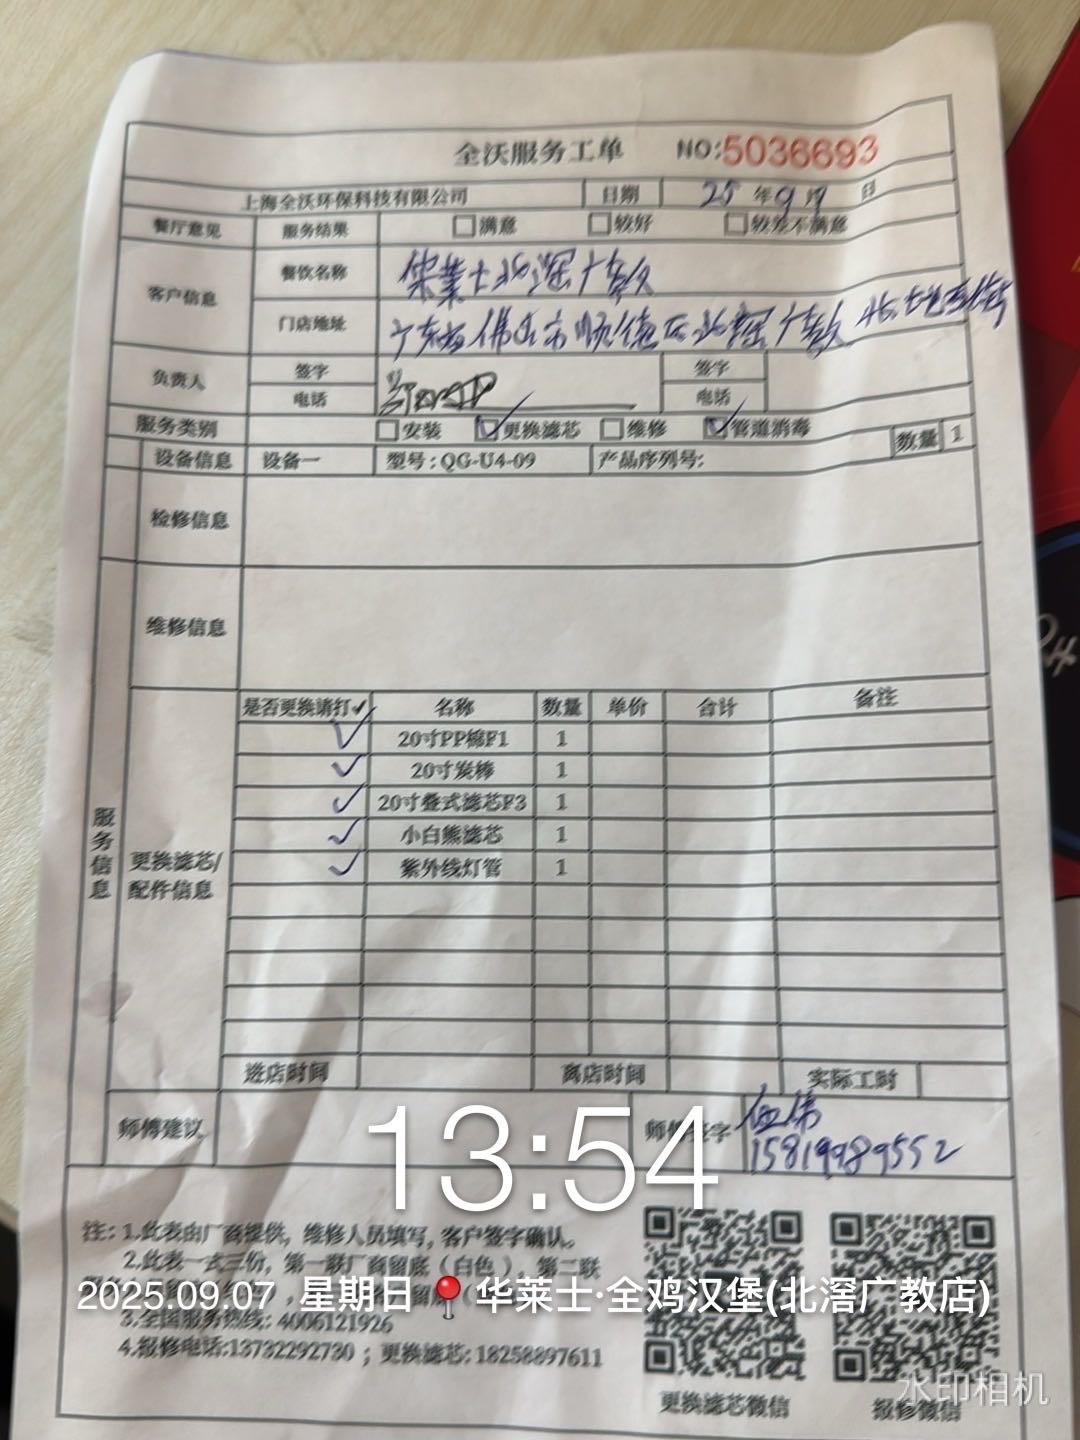 全沃服务工单 NO:5036693
上海全沃环保科技有限公司 日期 25 年 9 月 7 日
餐厅意见 服务结果 □满意 □较好 □较差不满意
客户信息 餐饮名称 华莱士北滘广教
门店地址 广东省佛山市顺德区北滘广教
负责人 签字 签字
电话 电话
服务类别 □安装 ☑更换滤芯 □维修 ☑管道消毒
设备信息 设备一 型号:QG-U4-09 产品序列号: 数量 1
检修信息
维修信息
服务信息
更换滤芯/配件信息
是否更换请打✓ 名称 数量 单价 合计 备注
✓ 20寸PP棉F1 1
✓ 20寸炭棒 1
✓ 20寸叠式滤芯F3 1
✓ 小白熊滤芯 1
✓ 紫外线灯管 1
进店时间 离店时间 实际工时
师傅建议 师傅签字 伍伟
15819989552
13:54
注: 1.此表由厂商提供, 维修人员填写, 客户签字确认。
2.此表一式三份, 第一联厂商留底(白色), 第二联
2025.09.07 星期日 📍华莱士·全鸡汉堡(北滘广教店)
3.全国服务热线: 4006121926
4.报修电话:13732292730 ; 更换滤芯: 18258897611
更换滤芯微信 报修微信
水印相机